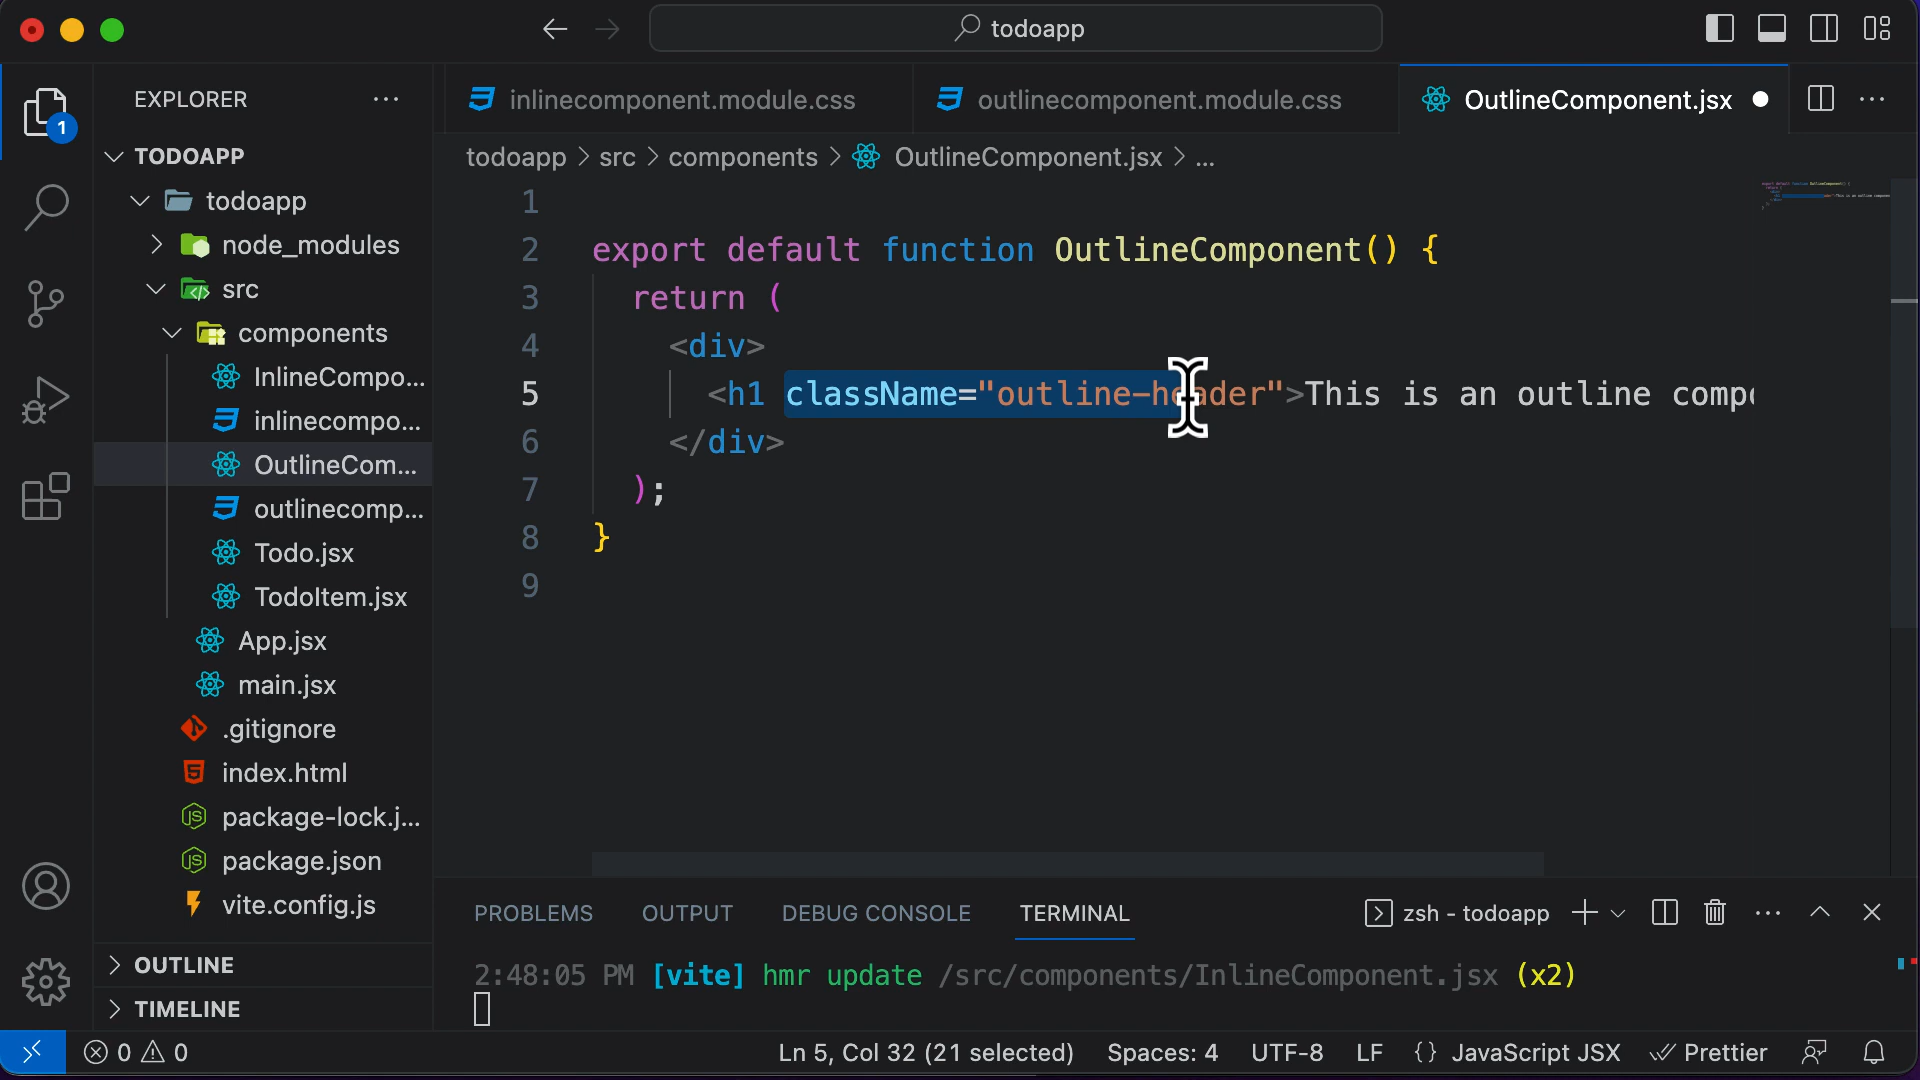 todoapp
EXPLORER
TODOAPP
todoapp
node_modules
src
components
InlineCompo...
inlinecompo...
OutlineCom...
outlinecomp...
Todo.jsx
TodoItem.jsx
App.jsx
main.jsx
.gitignore
index.html
package-lock.j...
package.json
vite.config.js
OUTLINE
TIMELINE
1
inlinecomponent.module.css
outlinecomponent.module.css
OutlineComponent.jsx
todoapp > src > components > OutlineComponent.jsx > ...
1
2 export default function OutlineComponent() {
3 return (
4 <div>
5 <h1 className="outline-header">This is an outline compo
6 </div>
7 );
8 }
9
PROBLEMS OUTPUT DEBUG CONSOLE TERMINAL
zsh - todoapp
2:48:05 PM [vite] hmr update /src/components/InlineComponent.jsx (x2)
0 0
Ln 5, Col 32 (21 selected) Spaces: 4 UTF-8 LF {} JavaScript JSX Prettier